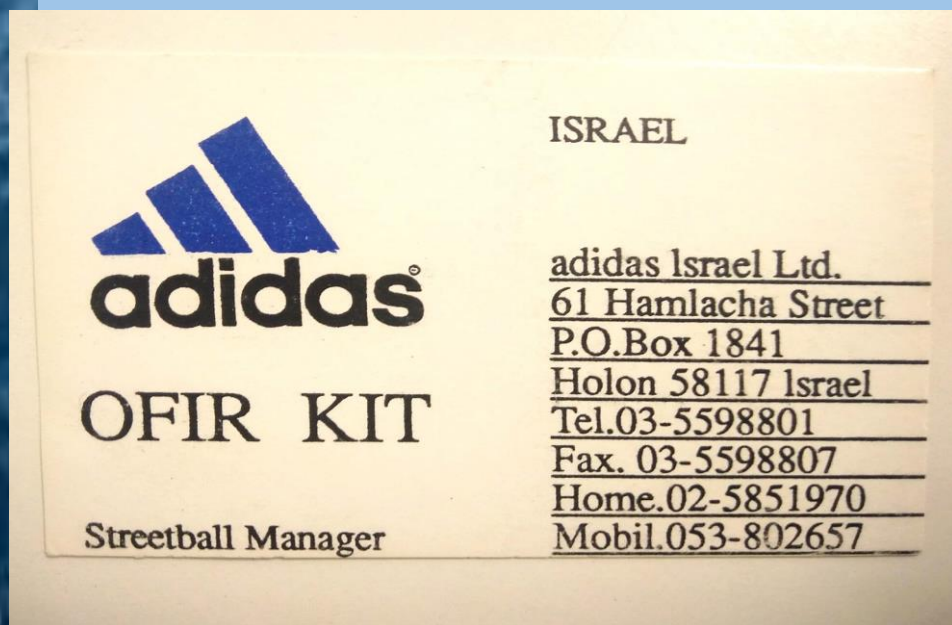 adidas
OFIR KIT
Streetball Manager
ISRAEL
adidas Israel Ltd.
61 Hamlacha Street
P.O.Box 1841
Holon 58117 Israel
Tel.03-5598801
Fax. 03-5598807
Home.02-5851970
Mobil.053-802657